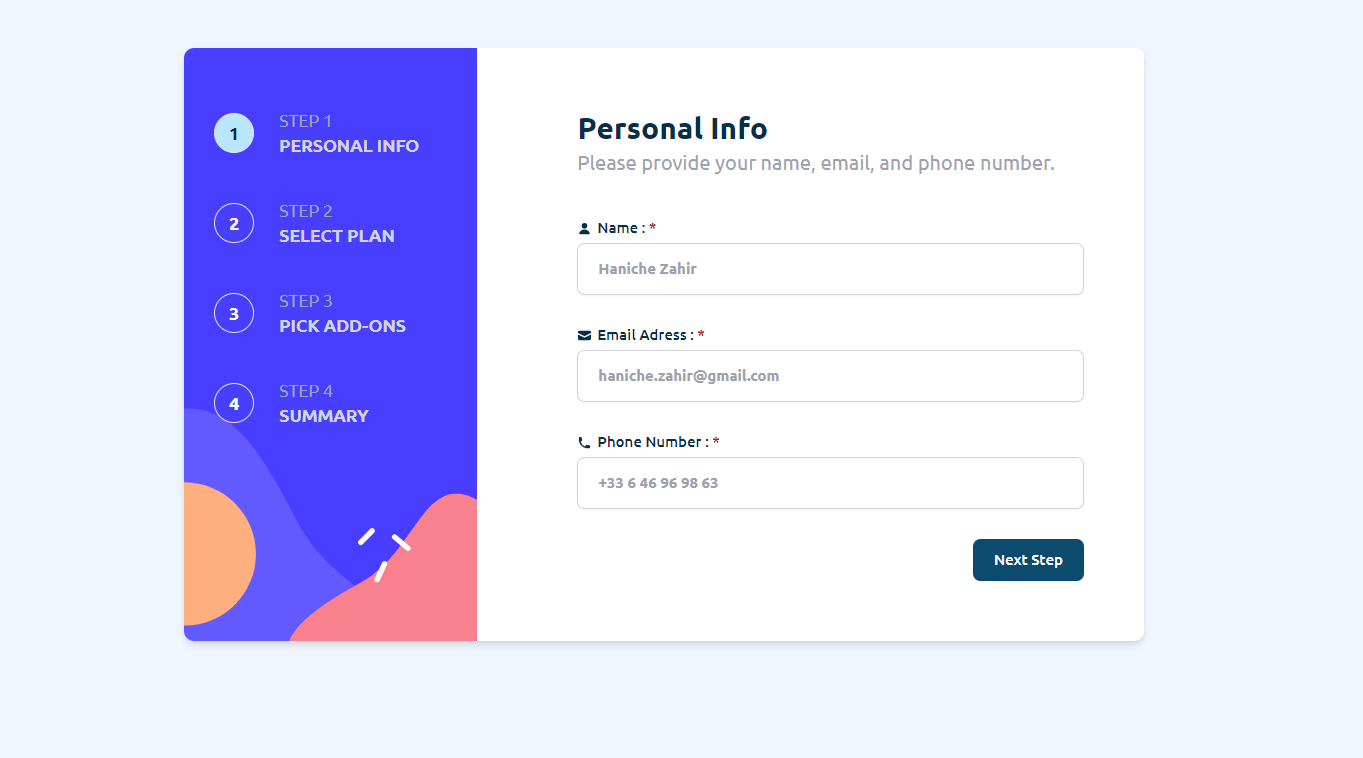 1
STEP 1
PERSONAL INFO
2
STEP 2
SELECT PLAN
3
STEP 3
PICK ADD-ONS
4
STEP 4
SUMMARY
Personal Info
Please provide your name, email, and phone number.
Name : *
Haniche Zahir
Email Adress : *
haniche.zahir@gmail.com
Phone Number : *
+33 6 46 96 98 63
Next Step